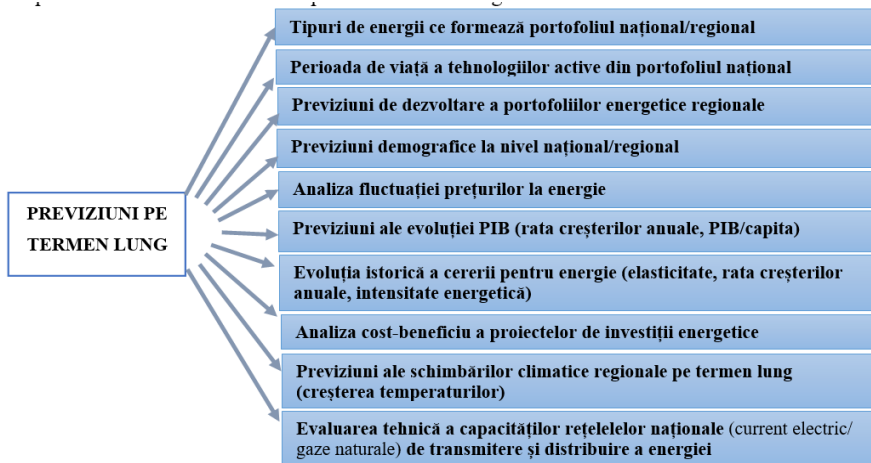 Tipuri de energii ce formează portofoliul național/regional
Perioada de viață a tehnologiilor active din portofoliul național
Previziuni de dezvoltare a portofoliilor energetice regionale
Previziuni demografice la nivel național/regional
Analiza fluctuației prețurilor la energie
PREVIZIUNI PE
TERMEN LUNG
Previziuni ale evoluției PIB (rata creșterilor anuale, PIB/capita)
Evoluția istorică a cererii pentru energie (elasticitate, rata creșterilor
anuale, intensitate energetică)
Analiza cost-beneficiu a proiectelor de investiții energetice
Previziuni ale schimbărilor climatice regionale pe termen lung
(creșterea temperaturilor)
Evaluarea tehnică a capacităților rețelelelor naționale (current electric/
gaze naturale) de transmitere și distribuire a energiei